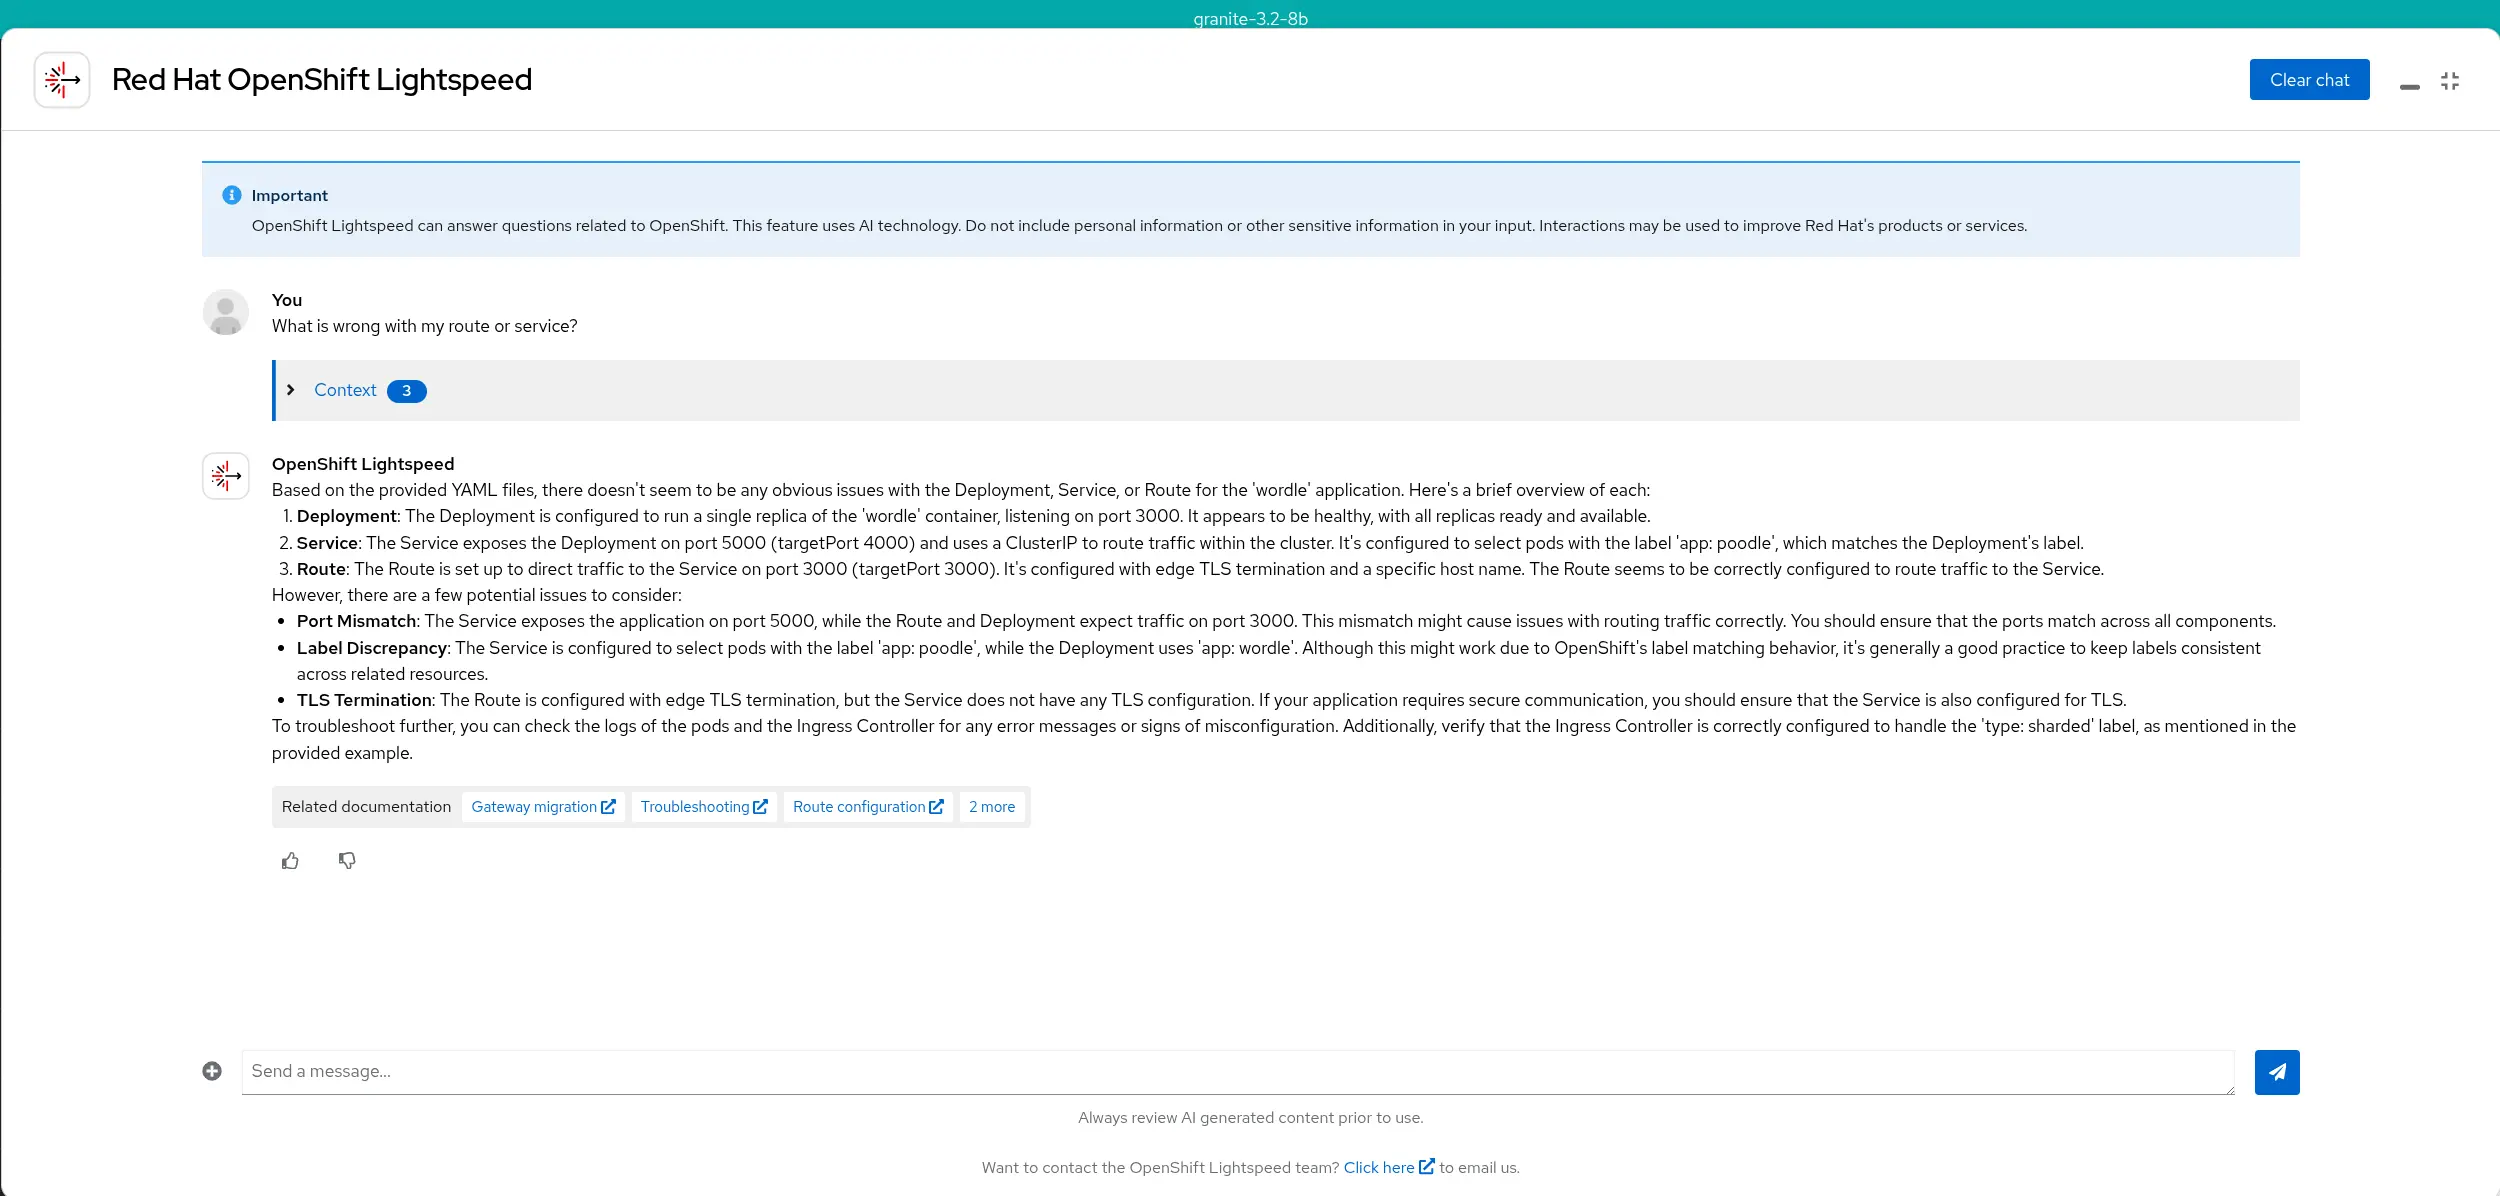 granite-3.2-8b
Red Hat OpenShift Lightspeed
Clear chat
Important
OpenShift Lightspeed can answer questions related to OpenShift. This feature uses AI technology. Do not include personal information or other sensitive information in your input. Interactions may be used to improve Red Hat's products or services.
You
What is wrong with my route or service?
Context 3
OpenShift Lightspeed
Based on the provided YAML files, there doesn't seem to be any obvious issues with the Deployment, Service, or Route for the 'wordle' application. Here's a brief overview of each:
1. Deployment: The Deployment is configured to run a single replica of the 'wordle' container, listening on port 3000. It appears to be healthy, with all replicas ready and available.
2. Service: The Service exposes the Deployment on port 5000 (targetPort 4000) and uses a ClusterIP to route traffic within the cluster. It's configured to select pods with the label 'app: poodle', which matches the Deployment's label.
3. Route: The Route is set up to direct traffic to the Service on port 3000 (targetPort 3000). It's configured with edge TLS termination and a specific host name. The Route seems to be correctly configured to route traffic to the Service.
However, there are a few potential issues to consider:
• Port Mismatch: The Service exposes the application on port 5000, while the Route and Deployment expect traffic on port 3000. This mismatch might cause issues with routing traffic correctly. You should ensure that the ports match across all components.
• Label Discrepancy: The Service is configured to select pods with the label 'app: poodle', while the Deployment uses 'app: wordle'. Although this might work due to OpenShift's label matching behavior, it's generally a good practice to keep labels consistent
across related resources.
• TLS Termination: The Route is configured with edge TLS termination, but the Service does not have any TLS configuration. If your application requires secure communication, you should ensure that the Service is also configured for TLS.
To troubleshoot further, you can check the logs of the pods and the Ingress Controller for any error messages or signs of misconfiguration. Additionally, verify that the Ingress Controller is correctly configured to handle the 'type: sharded' label, as mentioned in the
provided example.
Related documentation Gateway migration Troubleshooting Route configuration 2 more
Send a message...
Always review AI generated content prior to use.
Want to contact the OpenShift Lightspeed team? Click here to email us.